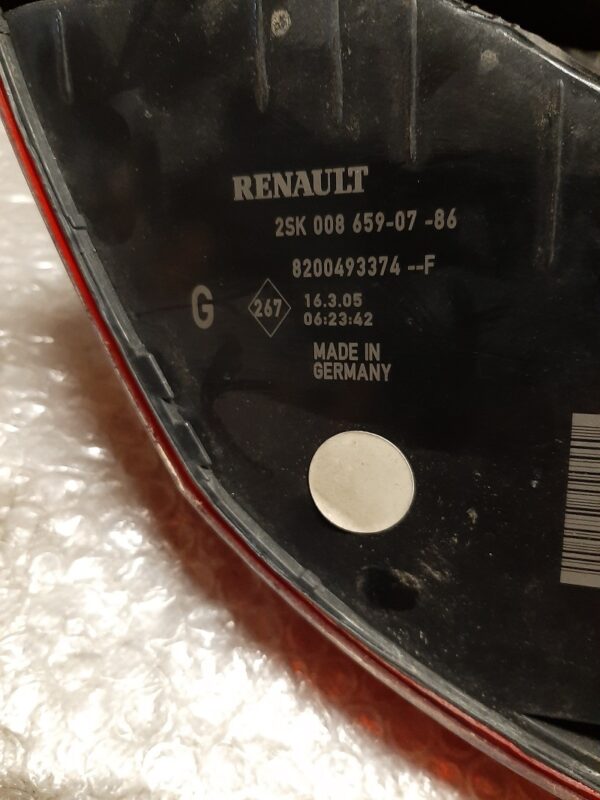 RENAULT
2SK 008 659-07 -86
8200493374 --F
G
267
16.3.05
06:23:42
MADE IN
GERMANY